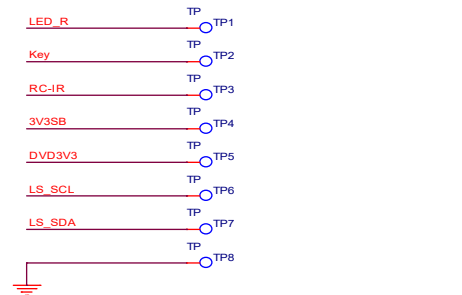 TP
LED_R TP1
TP
Key TP2
TP
RC-IR TP3
TP
3V3SB TP4
TP
DVD3V3 TP5
TP
LS_SCL TP6
TP
LS_SDA TP7
TP
TP8